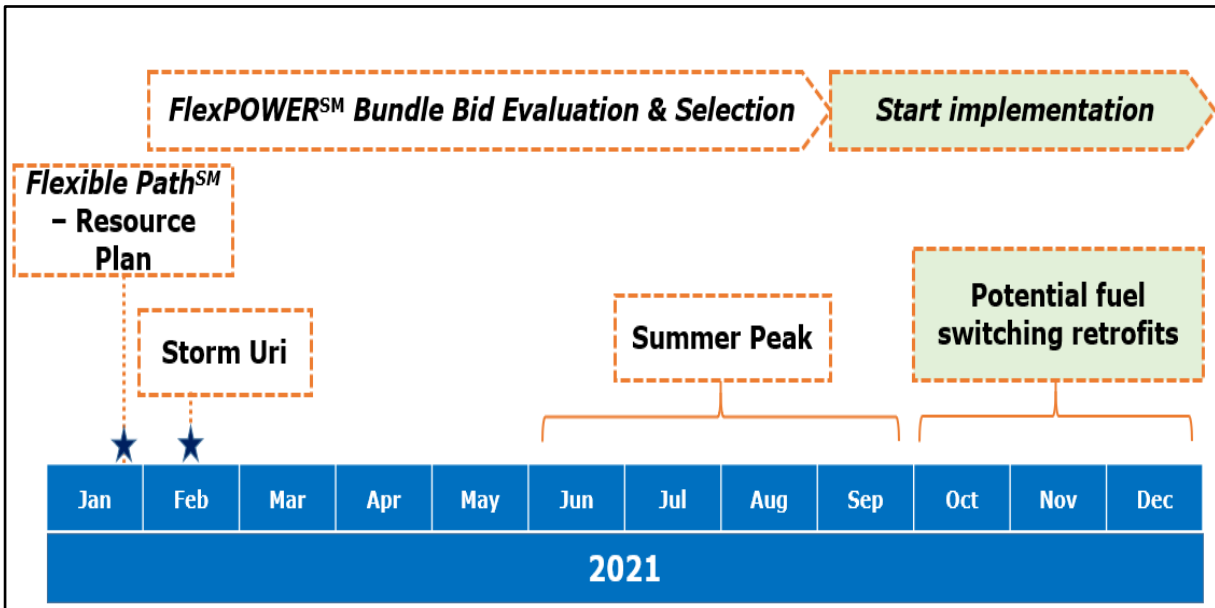 FlexPOWER℠ Bundle Bid Evaluation & Selection
Start implementation
Flexible Path℠
– Resource
Plan
Storm Uri
Summer Peak
Potential fuel
switching retrofits
Jan Feb Mar Apr May Jun Jul Aug Sep Oct Nov Dec
2021